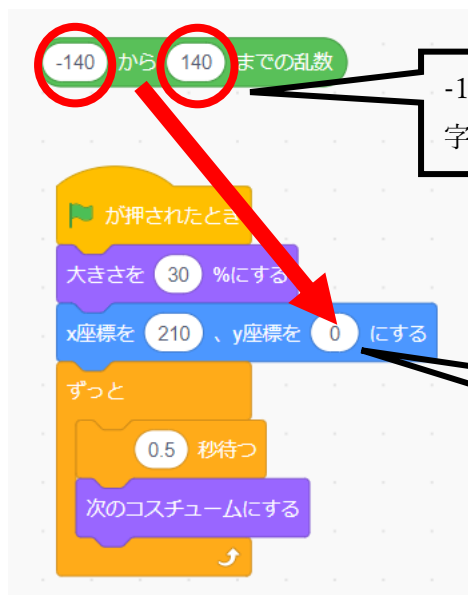 -140 から 140 までの乱数
-1
字
が押されたとき
大きさを 30 %にする
x座標を 210 、y座標を 0 にする
ずっと
0.5 秒待つ
次のコスチュームにする